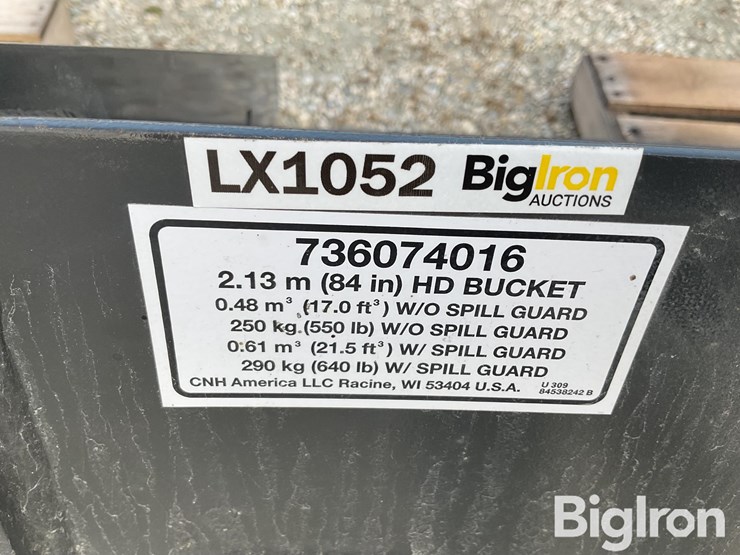 LX1052 BigIron
AUCTIONS
736074016
2.13 m (84 in) HD BUCKET
0.48 m³ (17.0 ft³) W/O SPILL GUARD
250 kg (550 lb) W/O SPILL GUARD
0.61 m³ (21.5 ft³) W/ SPILL GUARD
290 kg (640 lb) W/ SPILL GUARD
CNH America LLC Racine, WI 53404 U.S.A.
U 309
84538242 B
BigIron